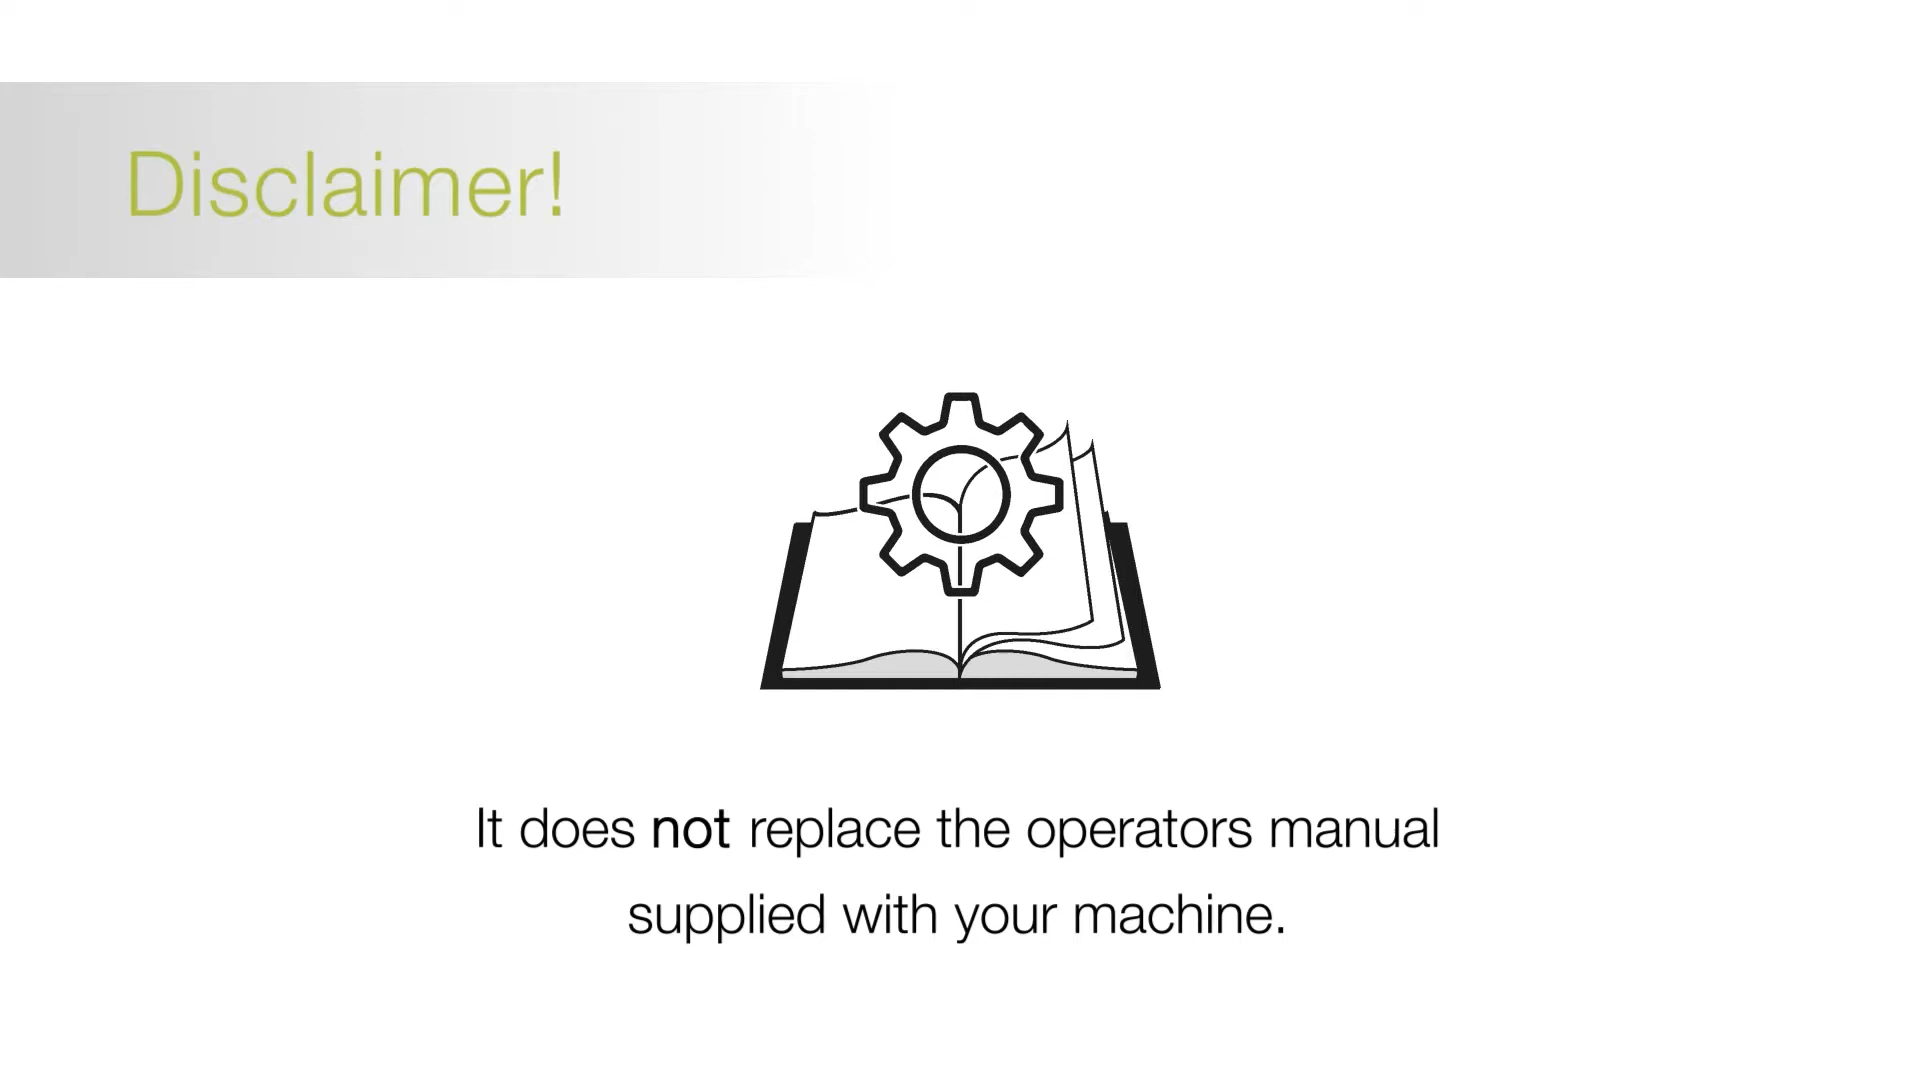 Disclaimer!
It does not replace the operators manual
supplied with your machine.